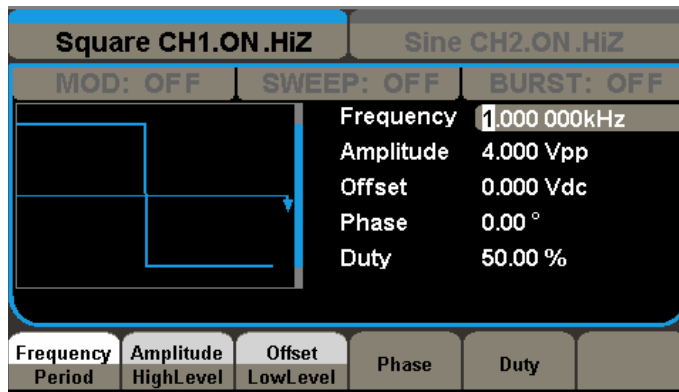 Square CH1.ON.HiZ Sine CH2.ON.HiZ
MOD: OFF SWEEP: OFF BURST: OFF
Frequency 1.000 000kHz
Amplitude 4.000 Vpp
Offset 0.000 Vdc
Phase 0.00 °
Duty 50.00 %
Frequency Amplitude Offset Phase Duty
Period HighLevel LowLevel